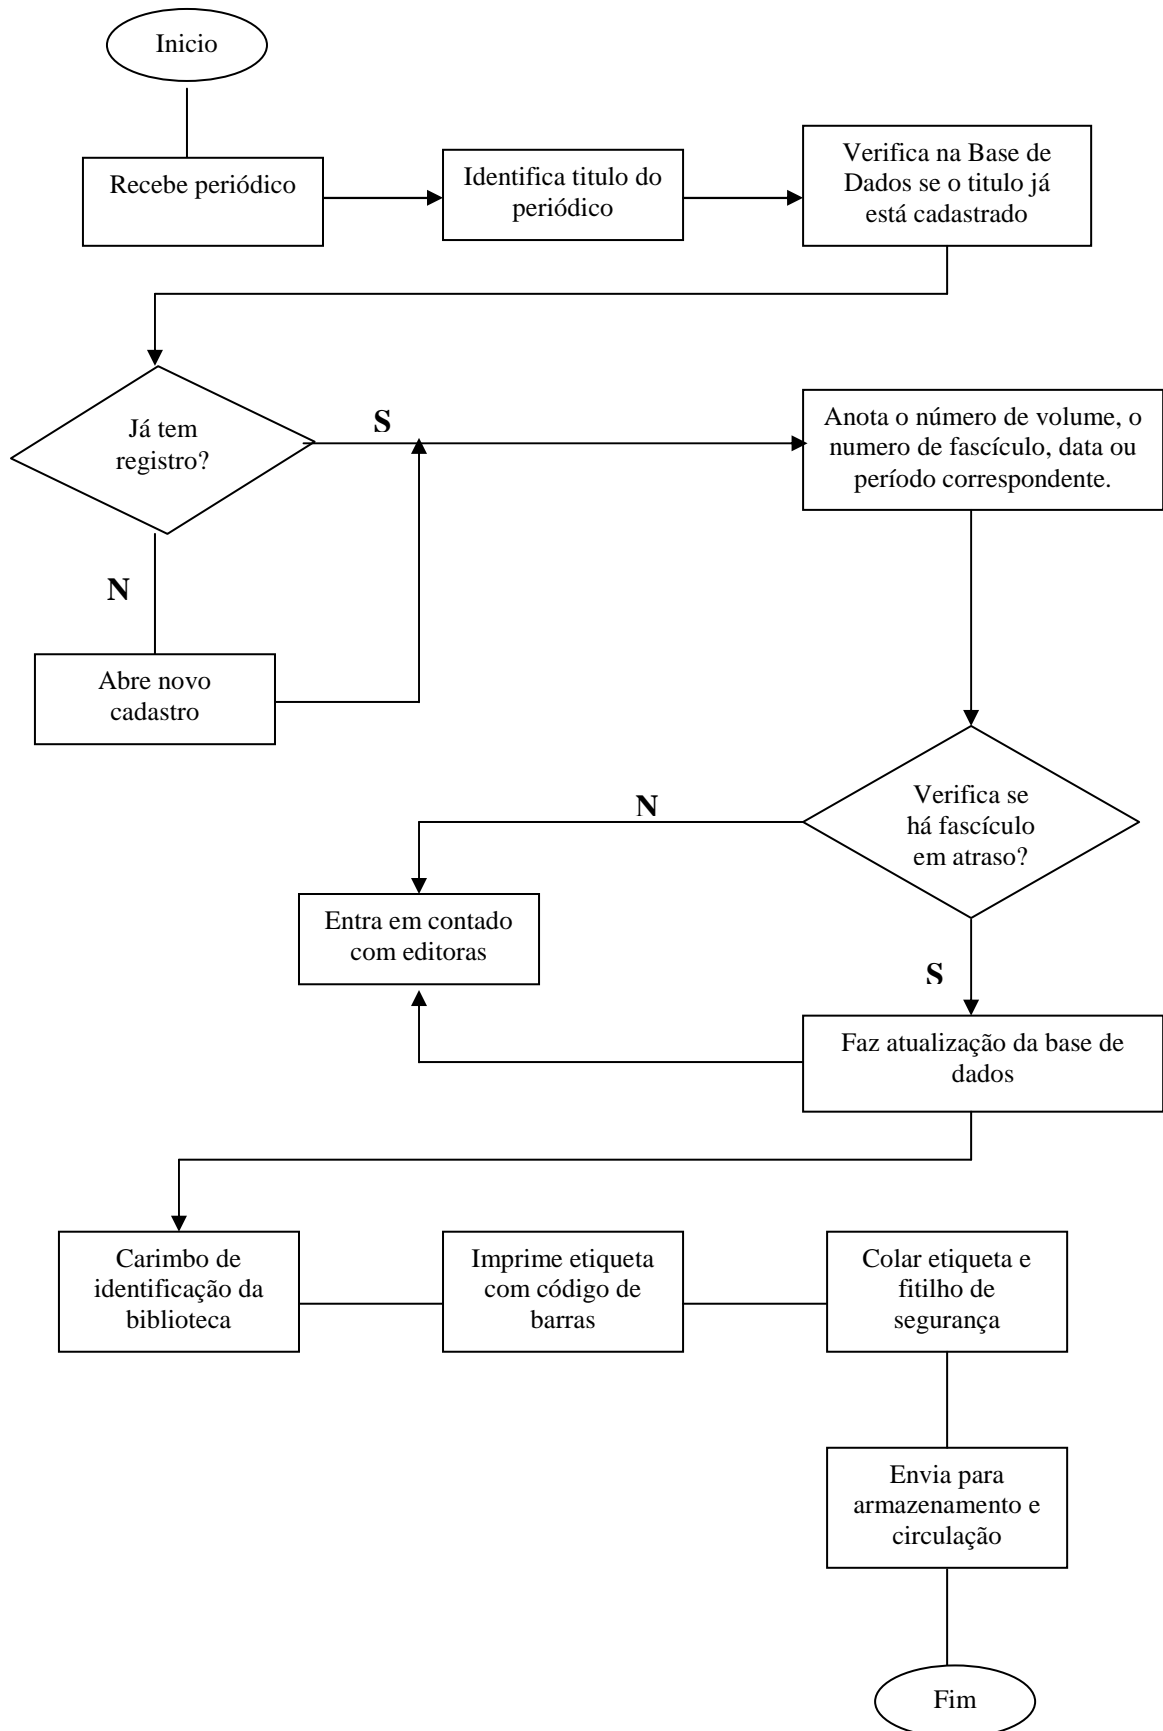 Inicio
Recebe periódico
Identifica titulo do
periódico
Verifica na Base de
Dados se o titulo já
está cadastrado
Já tem
registro?
S
Anota o número de volume, o
numero de fascículo, data ou
período correspondente.
N
Abre novo
cadastro
Verifica se
há fascículo
em atraso?
N
Entra em contado
com editoras
S
Faz atualização da base de
dados
Carimbo de
identificação da
biblioteca
Imprime etiqueta
com código de
barras
Colar etiqueta e
fitilho de
segurança
Envia para
armazenamento e
circulação
Fim